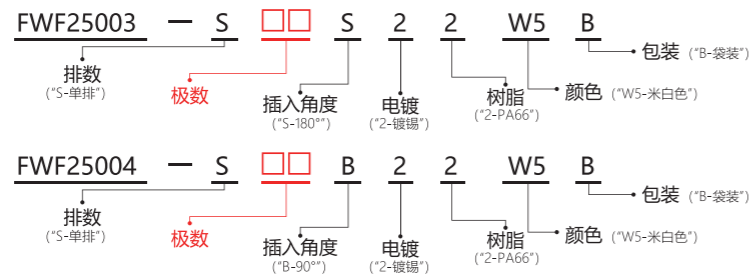 FWF25003 — S □□ S 2 2 W5 B
包装 ("B-袋装")
排数
("S-单排")
极数
插入角度
("S-180°")
电镀
("2-镀锡")
树脂
("2-PA66")
颜色 ("W5-米白色")
FWF25004 — S □□ B 2 2 W5 B
包装 ("B-袋装")
排数
("S-单排")
极数
插入角度
("B-90°")
电镀
("2-镀锡")
树脂
("2-PA66")
颜色 ("W5-米白色")